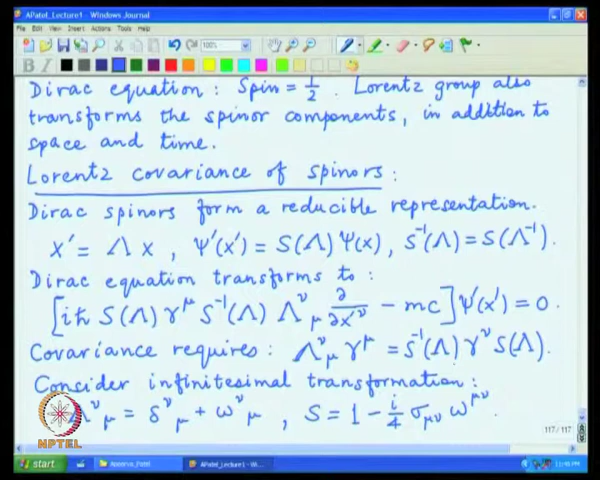 APatel_Lecture1 - Windows Journal
File Edit View Insert Actions Tools Help
100%
B I
Dirac equation : Spin = 1/2 . Lorentz group also
transforms the spinor components, in addition to
space and time.
Lorentz covariance of spinors :
Dirac spinors form a reducible representation.
x' = Λ x , Ψ'(x') = S(Λ) Ψ(x), S⁻¹(Λ) = S(Λ⁻¹).
Dirac equation transforms to :
[iħ S(Λ) γ^μ S⁻¹(Λ) Λ^ν_μ ∂/∂x'^ν − mc] Ψ'(x') = 0 .
Covariance requires : Λ^ν_μ γ^μ = S⁻¹(Λ) γ^ν S(Λ).
Consider infinitesimal transformation :
Λ^ν_μ = δ^ν_μ + ω^ν_μ , S = 1 − i/4 σ_μν ω^μν .
NPTEL
117 / 117
start
Apoorva_Patel
APatel_Lecture1 - Wi...